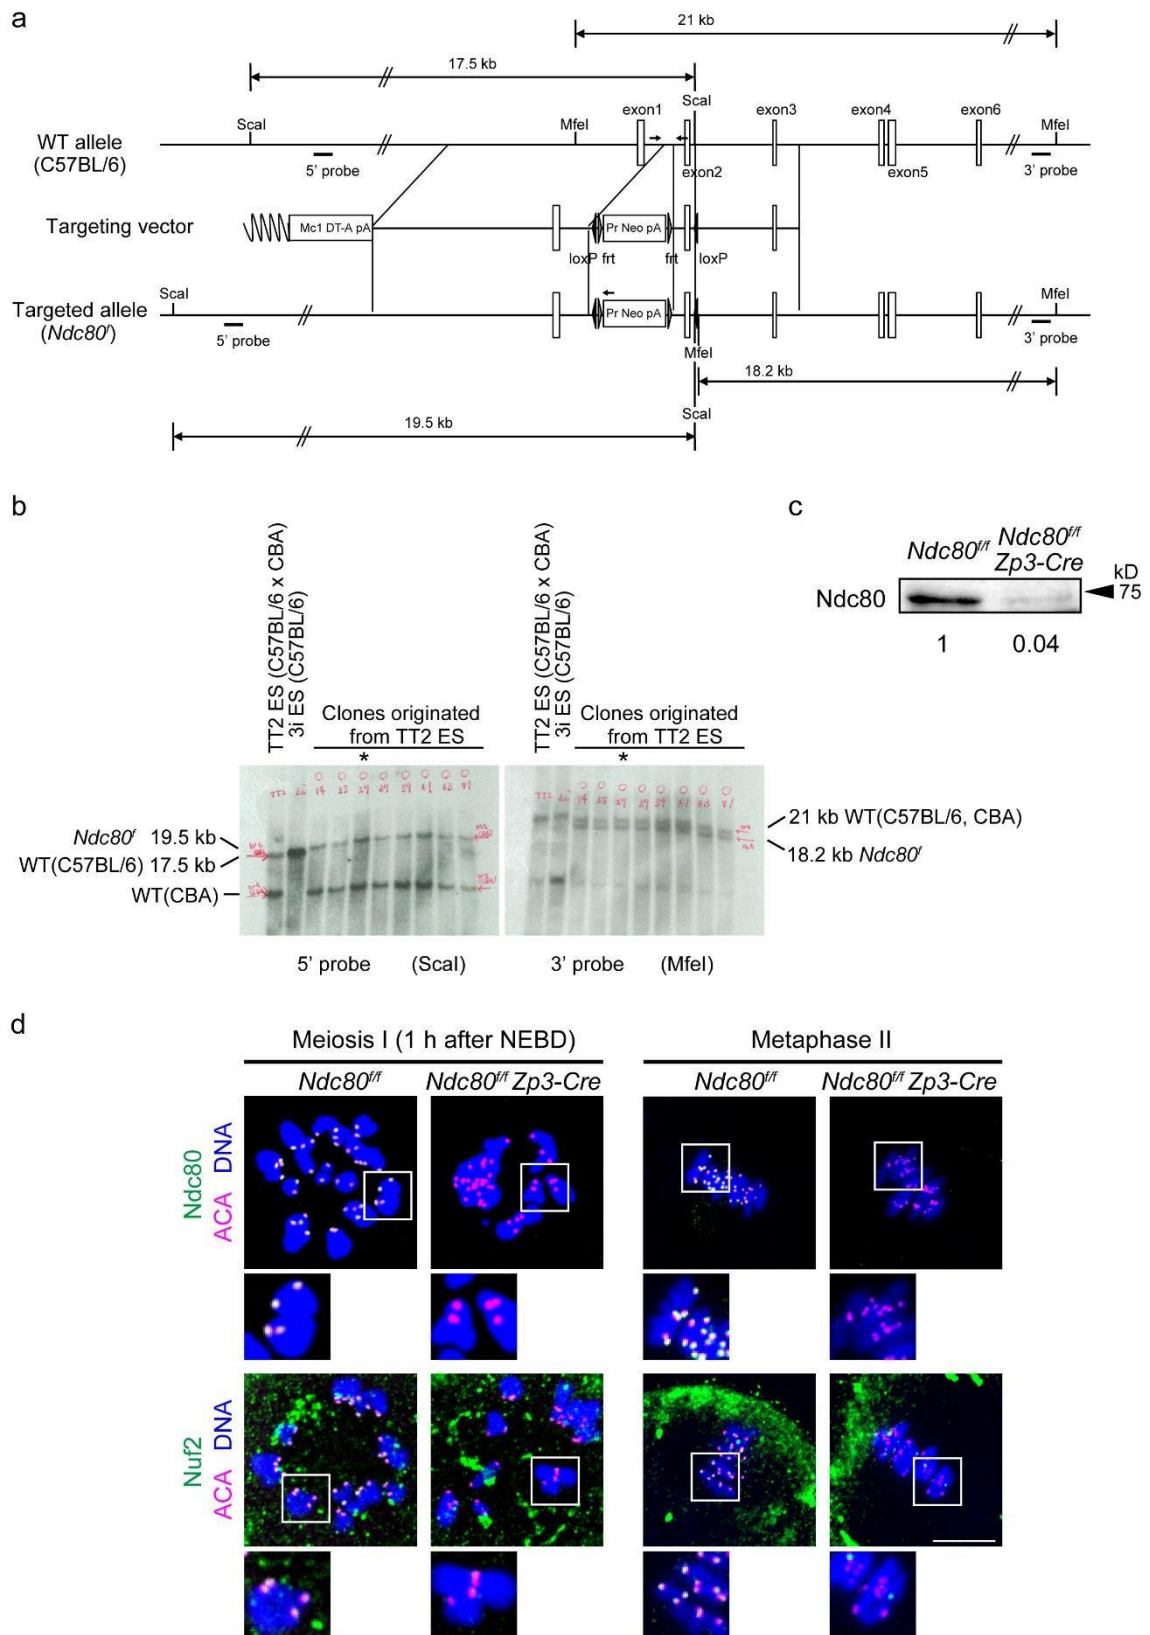 a
21 kb
17.5 kb
ScaI
exon1
exon3
exon4
exon6
ScaI
MfeI
MfeI
WT allele
(C57BL/6)
5' probe
exon2
exon5
3' probe
Targeting vector
Mc1 DT-A pA
Pr Neo pA
loxP frt
frt
loxP
ScaI
MfeI
Targeted allele
(Ndc80f)
Pr Neo pA
5' probe
MfeI
3' probe
18.2 kb
ScaI
19.5 kb
b
TT2 ES (C57BL/6 x CBA)
3i ES (C57BL/6)
Clones originated
from TT2 ES
*
TT2 ES (C57BL/6 x CBA)
3i ES (C57BL/6)
Clones originated
from TT2 ES
*
Ndc80f 19.5 kb
WT(C57BL/6) 17.5 kb
WT(CBA)
21 kb WT(C57BL/6, CBA)
18.2 kb Ndc80f
5' probe (ScaI)
3' probe (MfeI)
c
Ndc80f/f
Ndc80f/f
Zp3-Cre
kD
Ndc80
75
1
0.04
d
Meiosis I (1 h after NEBD)
Metaphase II
Ndc80f/f
Ndc80f/f Zp3-Cre
Ndc80f/f
Ndc80f/f Zp3-Cre
Ndc80
ACA DNA
Nuf2
ACA DNA